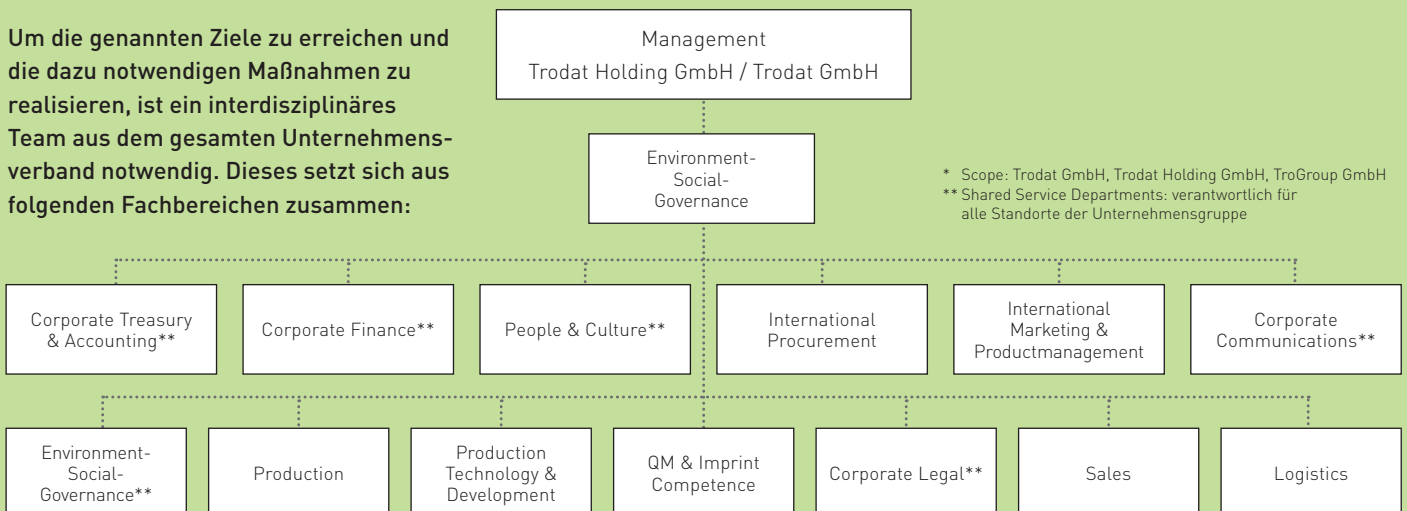 Um die genannten Ziele zu erreichen und
die dazu notwendigen Maßnahmen zu
realisieren, ist ein interdisziplinäres
Team aus dem gesamten Unternehmens-
verband notwendig. Dieses setzt sich aus
folgenden Fachbereichen zusammen:
Management
Trodat Holding GmbH / Trodat GmbH
Environment-
Social-
Governance
* Scope: Trodat GmbH, Trodat Holding GmbH, TroGroup GmbH
** Shared Service Departments: verantwortlich für
alle Standorte der Unternehmensgruppe
Corporate Treasury
& Accounting**
Corporate Finance**
People & Culture**
International
Procurement
International
Marketing &
Productmanagement
Corporate
Communications**
Environment-
Social-
Governance**
Production
Production
Technology &
Development
QM & Imprint
Competence
Corporate Legal**
Sales
Logistics